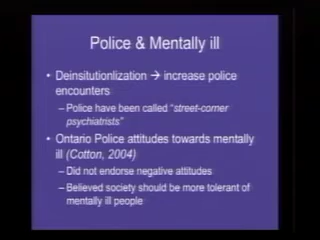 Police & Mentally ill
• Deinsitutionlization → increase police
encounters
– Police have been called "street-corner
psychiatrists"
• Ontario Police attitudes towards mentally
ill (Cotton, 2004)
– Did not endorse negative attitudes
– Believed society should be more tolerant of
mentally ill people